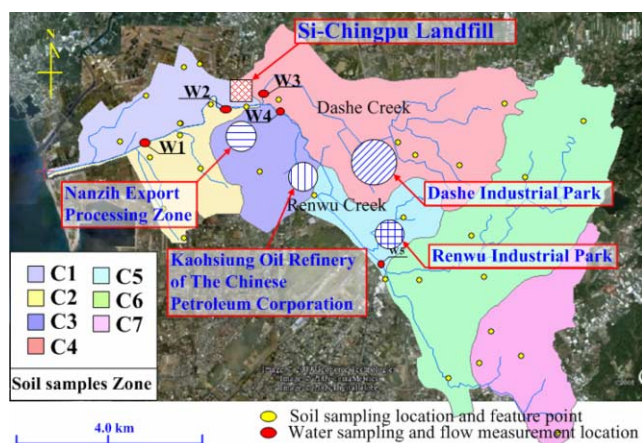 N
Si-Chingpu Landfill
W3
W2
W4
Dashe Creek
W1
Nanzih Export
Processing Zone
Renwu Creek
Dashe Industrial Park
Kaohsiung Oil Refinery
of The Chinese
Petroleum Corporation
W5
Renwu Industrial Park
C1
C5
C2
C6
C3
C7
C4
Soil samples Zone
4.0 km
Soil sampling location and feature point
Water sampling and flow measurement location